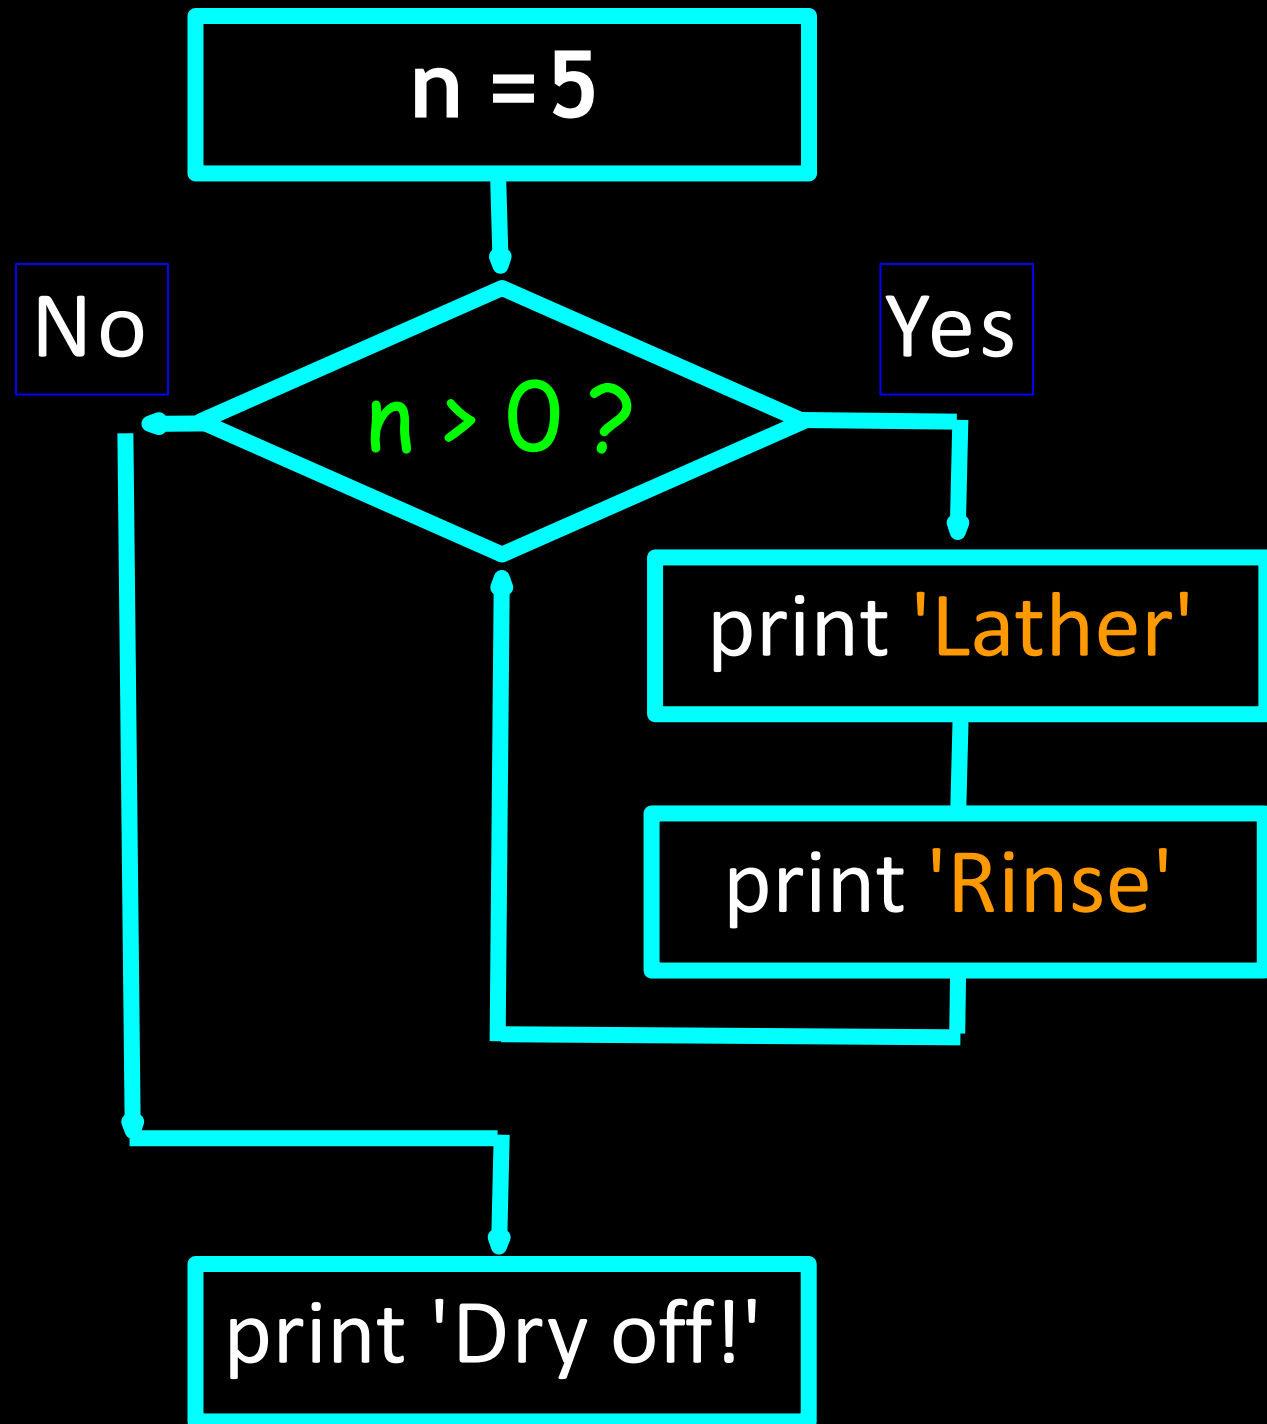 n = 5
No
Yes
n > 0 ?
print 'Lather'
print 'Rinse'
print 'Dry off!'